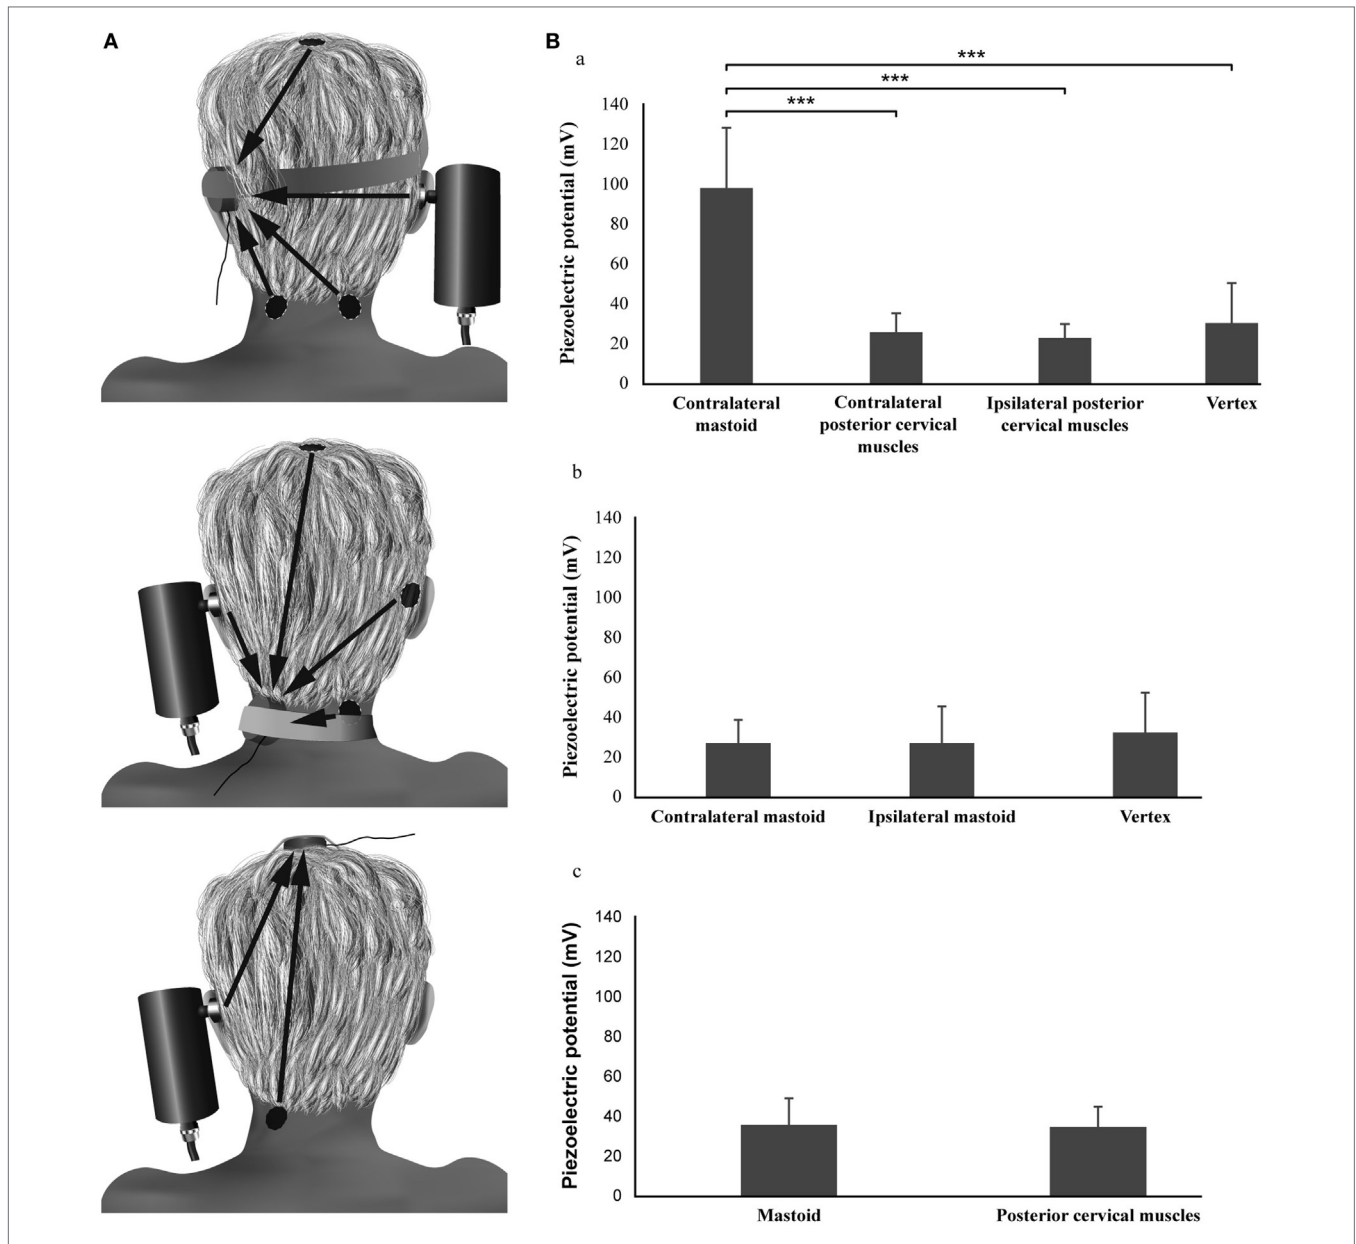 A
B
a
***
***
***
Piezoelectric potential (mV)
140
120
100
80
60
40
20
0
Contralateral
mastoid
Contralateral
posterior cervical
muscles
Ipsilateral posterior
cervical muscles
Vertex
b
Piezoelectric potential (mV)
140
120
100
80
60
40
20
0
Contralateral mastoid
Ipsilateral mastoid
Vertex
c
Piezoelectric potential (mV)
140
120
100
80
60
40
20
0
Mastoid
Posterior cervical muscles